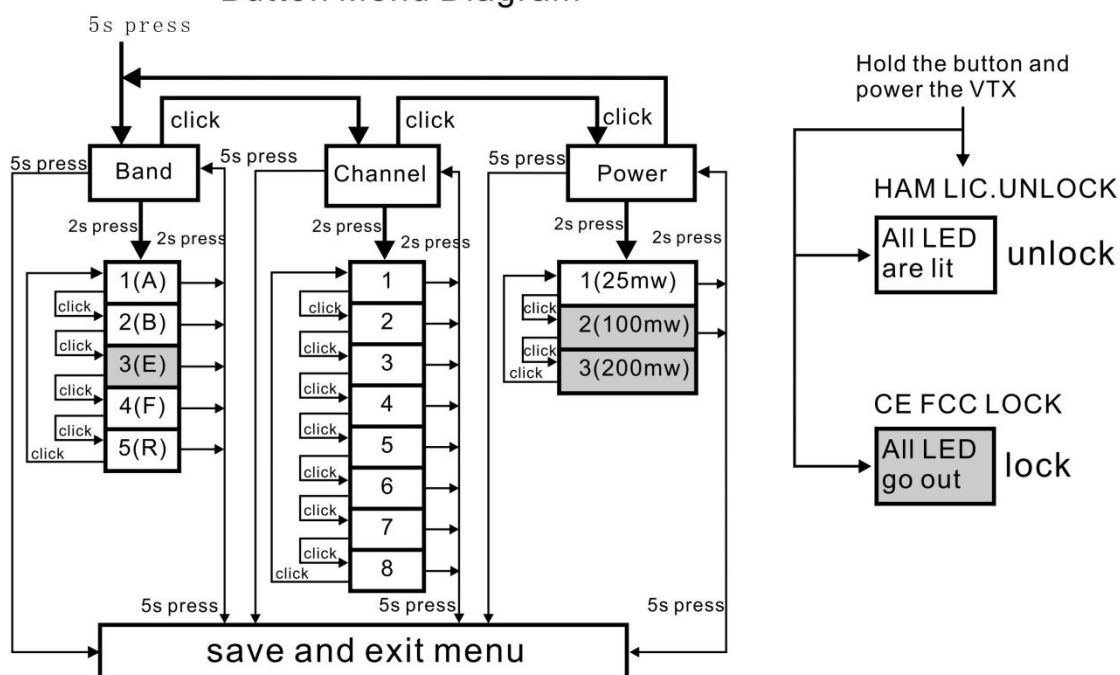 Button Menu Diagram
5s press
click
click
click
5s press
Band
5s press
Channel
5s press
Power
2s press
2s press
2s press
2s press
2s press
2s press
1(A)
click
2(B)
click
3(E)
click
4(F)
click
5(R)
click
1
click
2
click
3
click
4
click
5
click
6
click
7
click
8
click
1(25mw)
click
2(100mw)
click
click
3(200mw)
5s press
5s press
5s press
save and exit menu
Hold the button and
power the VTX
HAM LIC.UNLOCK
All LED
are lit
unlock
CE FCC LOCK
All LED
go out
lock